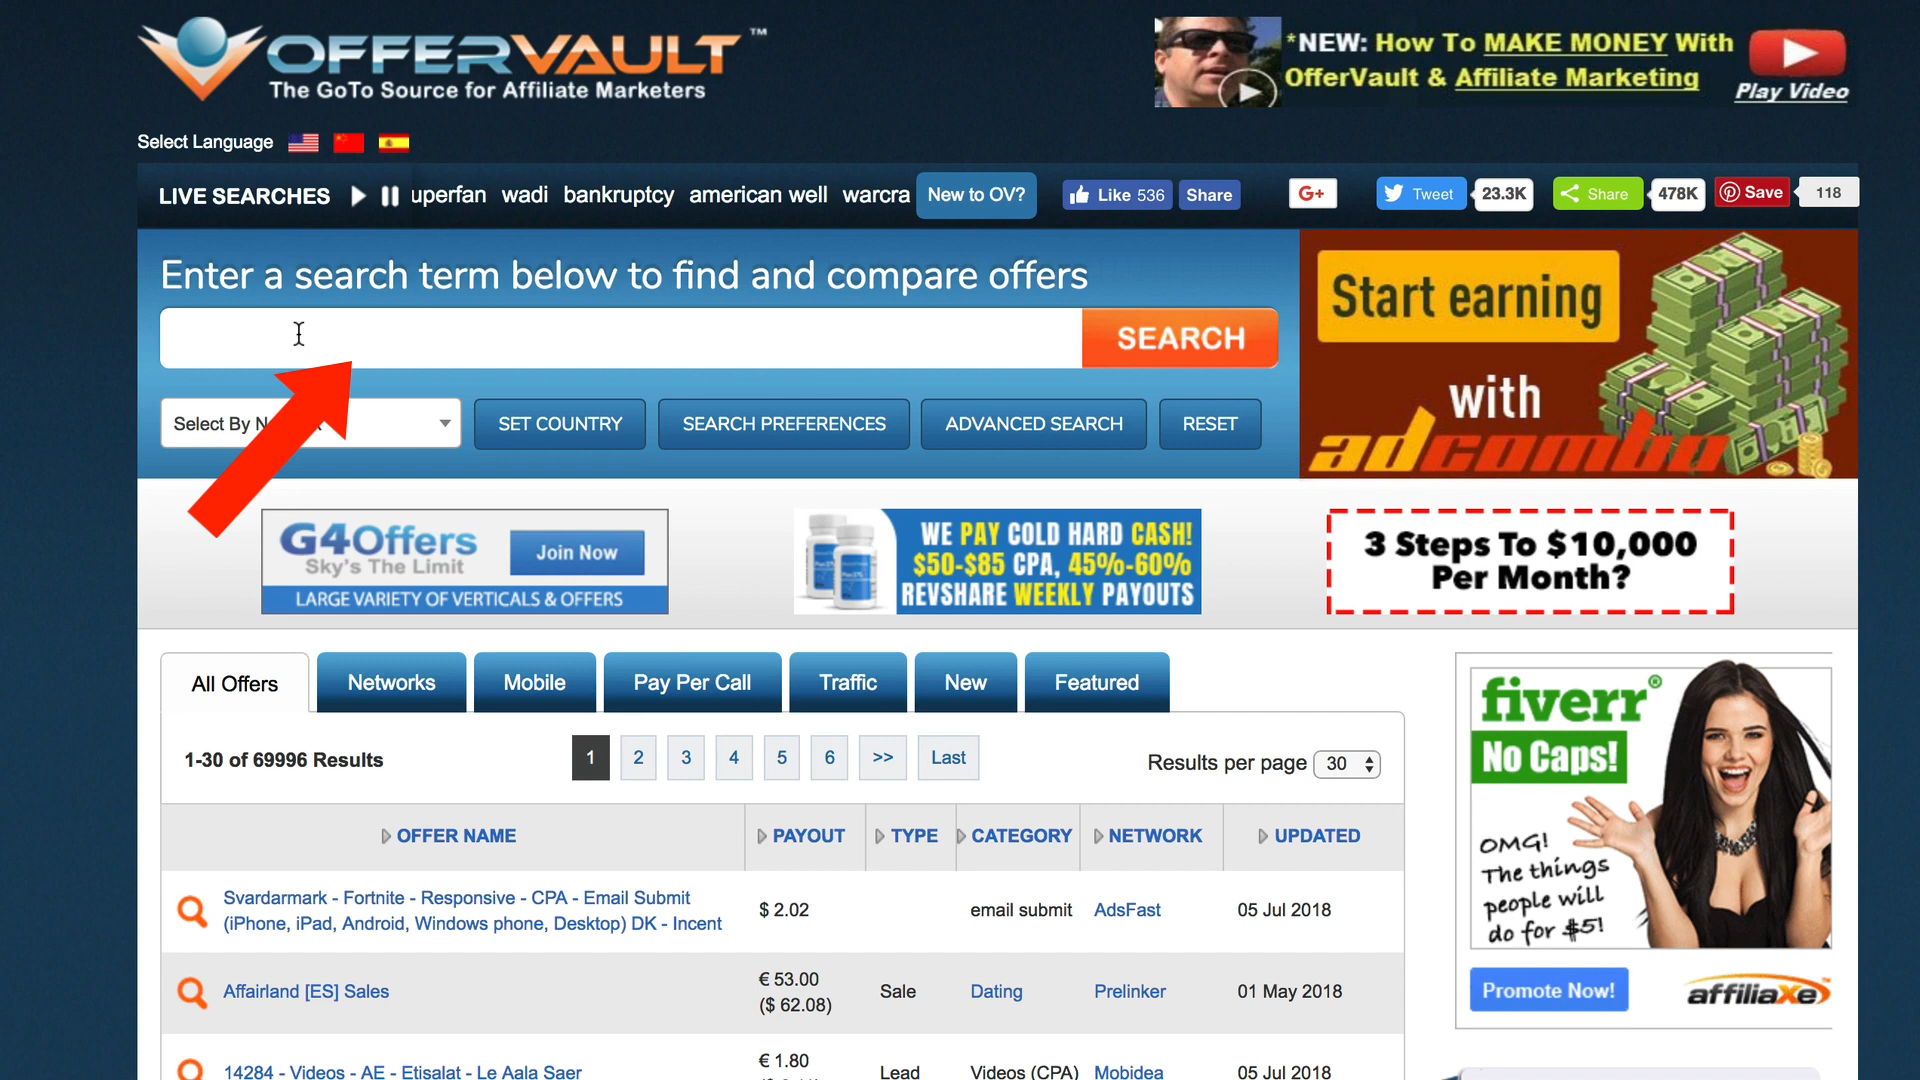 OFFERVAULT™
The GoTo Source for Affiliate Marketers
*NEW: How To MAKE MONEY With
OfferVault & Affiliate Marketing
Play Video
Select Language
LIVE SEARCHES
uperfan wadi bankruptcy american well warcra
New to OV?
Like 536
Share
G+
Tweet
23.3K
Share
478K
Save
118
Enter a search term below to find and compare offers
SEARCH
Select By N
SET COUNTRY
SEARCH PREFERENCES
ADVANCED SEARCH
RESET
Start earning
with
adcombo
G4Offers
Sky's The Limit
Join Now
LARGE VARIETY OF VERTICALS & OFFERS
WE PAY COLD HARD CASH!
$50-$85 CPA, 45%-60%
REVSHARE WEEKLY PAYOUTS
3 Steps To $10,000
Per Month?
All Offers
Networks
Mobile
Pay Per Call
Traffic
New
Featured
1-30 of 69996 Results
1 2 3 4 5 6 >> Last
Results per page 30
OFFER NAME PAYOUT TYPE CATEGORY NETWORK UPDATED
Svardarmark - Fortnite - Responsive - CPA - Email Submit
(iPhone, iPad, Android, Windows phone, Desktop) DK - Incent
$ 2.02
email submit
AdsFast
05 Jul 2018
Affairland [ES] Sales
€ 53.00
($ 62.08)
Sale
Dating
Prelinker
01 May 2018
14284 - Videos - AE - Etisalat - Le Aala Saer
€ 1.80
Lead
Videos (CPA)
Mobidea
05 Jul 2018
fiverr®
No Caps!
OMG!
The things
people will
do for $5!
Promote Now!
affiliaXe